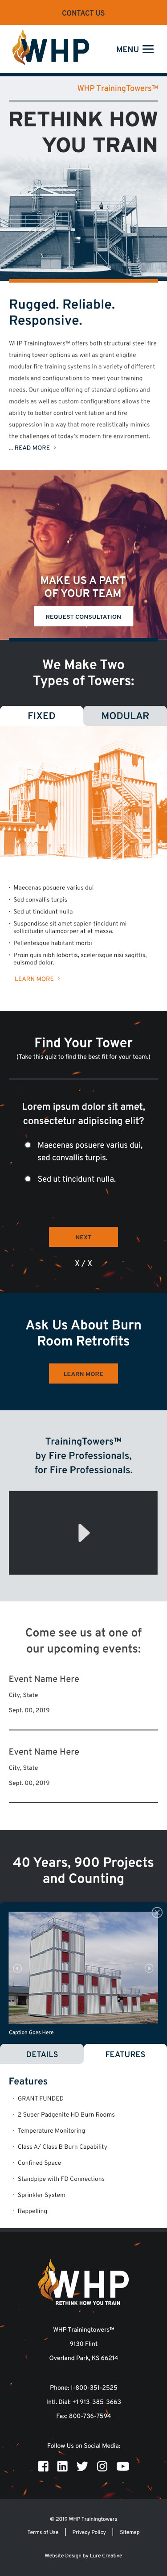 CONTACT US
WHP
MENU
WHP TrainingTowers™
RETHINK HOW
YOU TRAIN
Rugged. Reliable.
Responsive.
WHP Trainingtowers™ offers both structural steel fire
training tower options as well as grant eligible
modular fire training systems in a variety of different
models and configurations to meet your training
needs. Our unique offering of standard options and
models as well as custom configurations allows the
ability to better control ventilation and fire
suppression in a way that more realistically mimics
the challenges of today's modern fire environment.
... READ MORE >
MAKE US A PART
OF YOUR TEAM
REQUEST CONSULTATION
We Make Two
Types of Towers:
FIXED
MODULAR
· Maecenas posuere varius dui
· Sed convallis turpis
· Sed ut tincidunt nulla
· Suspendisse sit amet sapien tincidunt mi
sollicitudin ullamcorper at et massa.
· Pellentesque habitant morbi
· Proin quis nibh lobortis, scelerisque nisi sagittis,
euismod dolor.
LEARN MORE >
Find Your Tower
(Take this quiz to find the best fit for your team.)
Lorem ipsum dolor sit amet,
consectetur adipiscing elit?
Maecenas posuere varius dui,
sed convallis turpis.
Sed ut tincidunt nulla.
NEXT
X / X
Ask Us About Burn
Room Retrofits
LEARN MORE
TrainingTowers™
by Fire Professionals,
for Fire Professionals.
Come see us at one of
our upcoming events:
Event Name Here
City, State
Sept. 00, 2019
Event Name Here
City, State
Sept. 00, 2019
40 Years, 900 Projects
and Counting
Caption Goes Here
DETAILS
FEATURES
Features
· GRANT FUNDED
· 2 Super Padgenite HD Burn Rooms
· Temperature Monitoring
· Class A/ Class B Burn Capability
· Confined Space
· Standpipe with FD Connections
· Sprinkler System
· Rappelling
WHP
RETHINK HOW YOU TRAIN
WHP Trainingtowers™
9130 Flint
Overland Park, KS 66214
Phone: 1-800-351-2525
Intl. Dial: +1 913-385-3663
Fax: 800-736-7594
Follow Us on Social Media:
© 2019 WHP Trainingtowers
Terms of Use | Privacy Policy | Sitemap
Website Design by Lure Creative